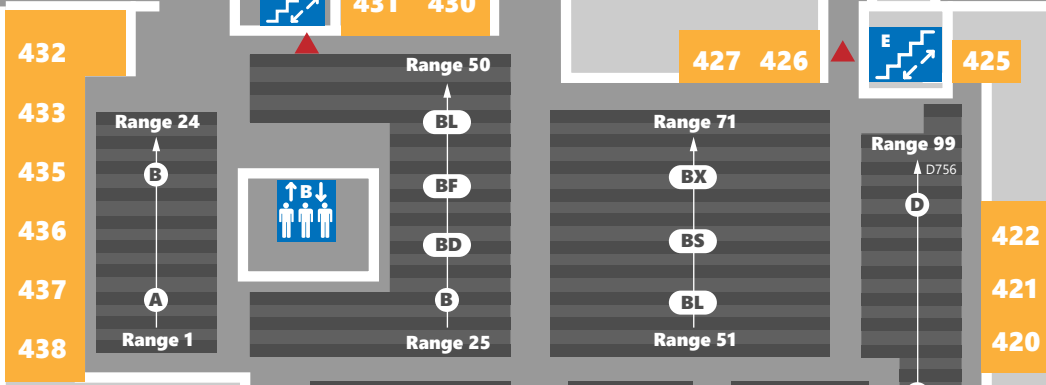 431 430
432
Range 50
427 426
E
425
433
Range 24
BL
Range 71
Range 99
435
B
BF
BX
D756
D
B
436
BD
BS
422
437
A
B
BL
421
438
Range 1
Range 25
Range 51
420